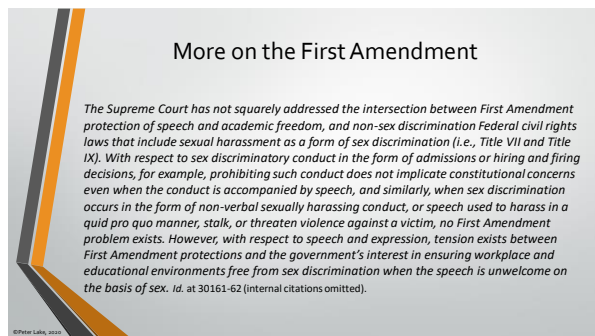 More on the First Amendment
The Supreme Court has not squarely addressed the intersection between First Amendment
protection of speech and academic freedom, and non-sex discrimination Federal civil rights
laws that include sexual harassment as a form of sex discrimination (i.e., Title VII and Title
IX). With respect to sex discriminatory conduct in the form of admissions or hiring and firing
decisions, for example, prohibiting such conduct does not implicate constitutional concerns
even when the conduct is accompanied by speech, and similarly, when sex discrimination
occurs in the form of non-verbal sexually harassing conduct, or speech used to harass in a
quid pro quo manner, stalk, or threaten violence against a victim, no First Amendment
problem exists. However, with respect to speech and expression, tension exists between
First Amendment protections and the government's interest in ensuring workplace and
educational environments free from sex discrimination when the speech is unwelcome on
the basis of sex. Id. at 30161-62 (internal citations omitted).
©Peter Lake, 2020